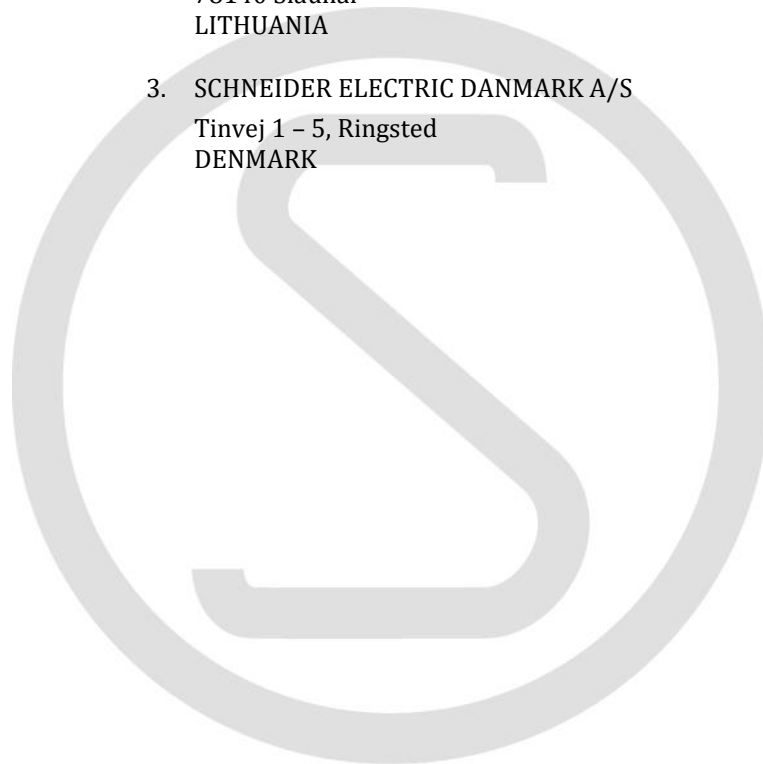 LITHUANIA
3. SCHNEIDER ELECTRIC DANMARK A/S
Tinvej 1 – 5, Ringsted
DENMARK